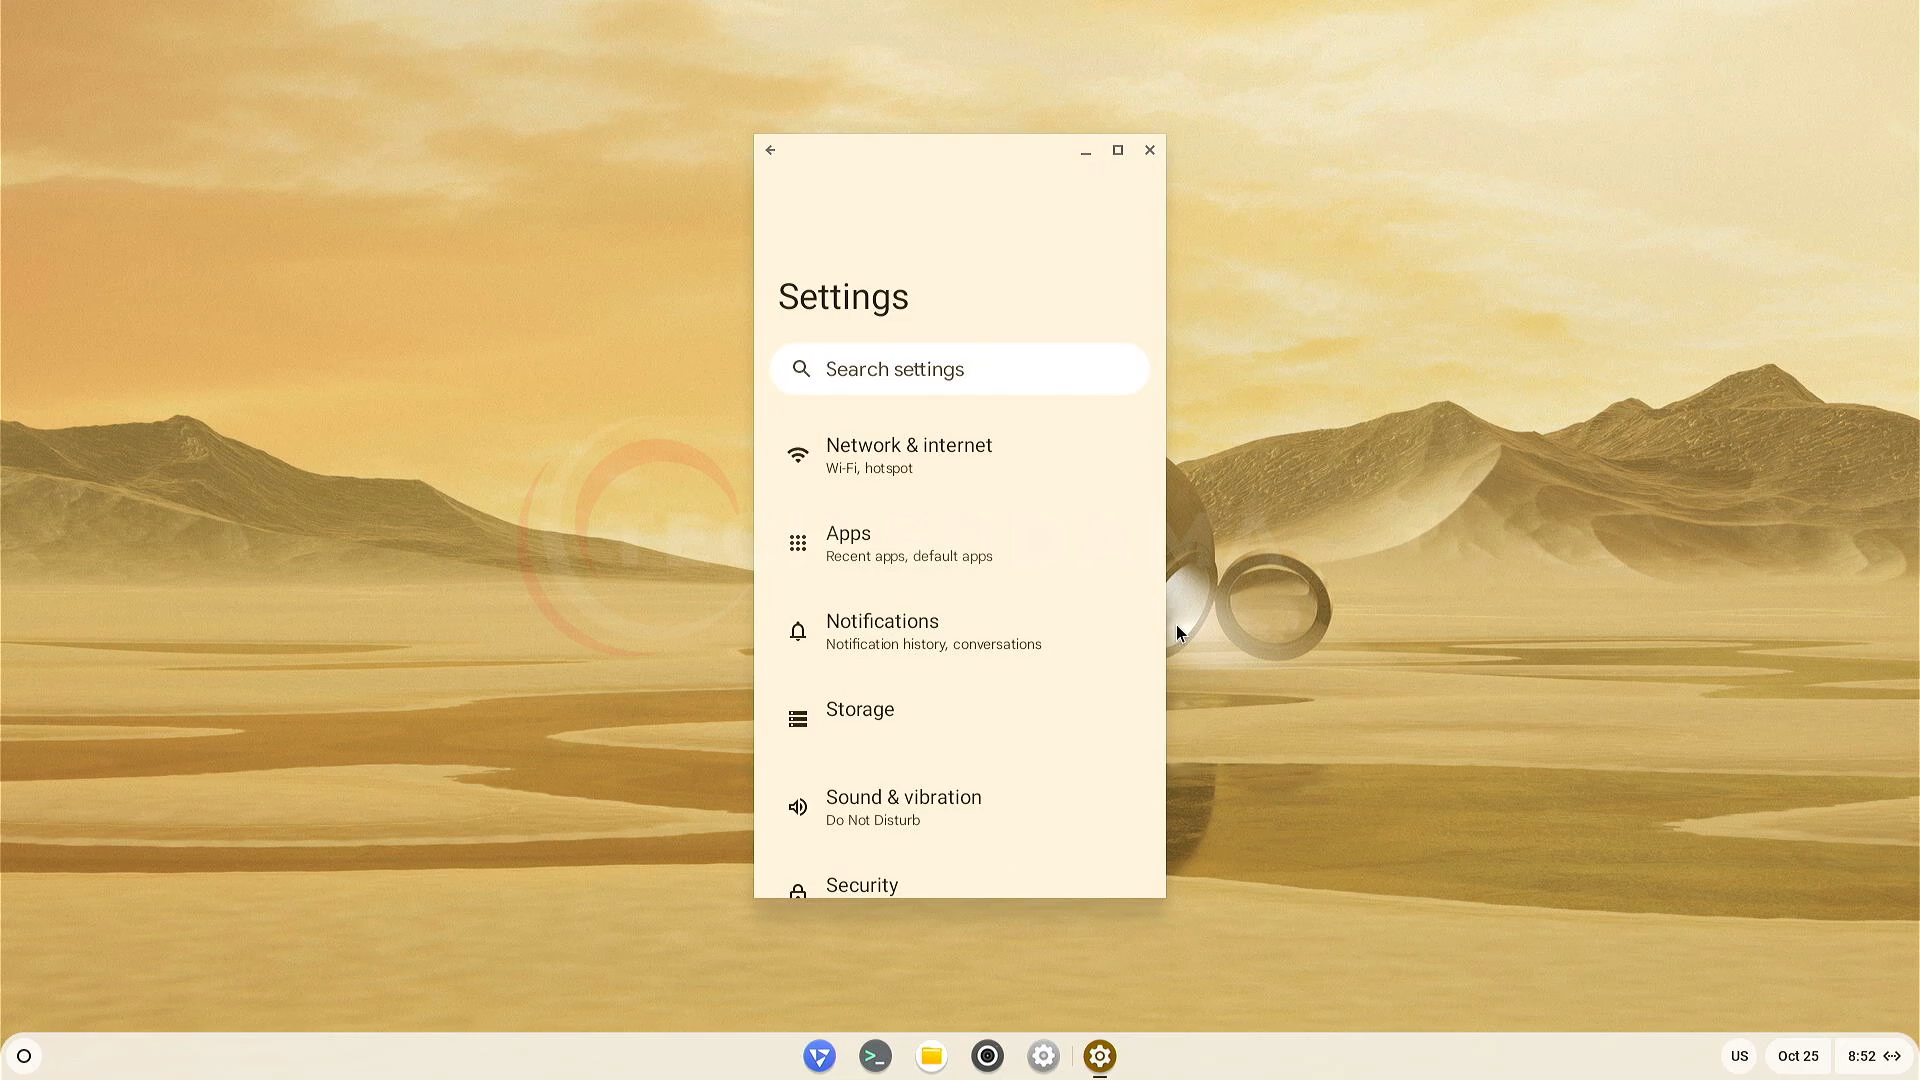 Settings
Search settings
Network & internet
Wi-Fi, hotspot
Apps
Recent apps, default apps
Notifications
Notification history, conversations
Storage
Sound & vibration
Do Not Disturb
Security
US
Oct 25
8:52